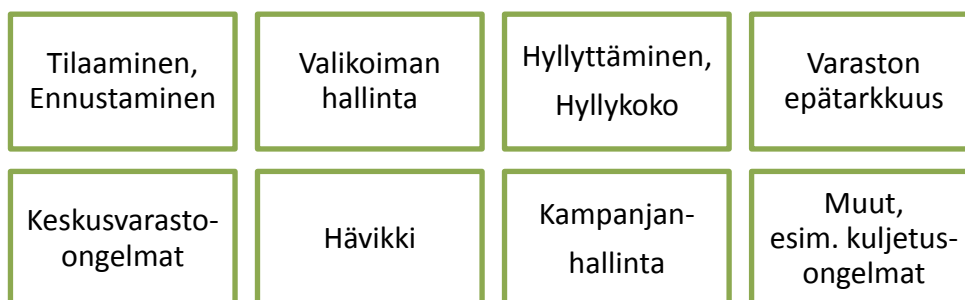 Tilaaminen,
Ennustaminen
Valikoiman
hallinta
Hyllyttäminen,
Hyllykoko
Varaston
epätarkkuus
Keskusvarasto-
ongelmat
Hävikki
Kampanjan-
hallinta
Muut,
esim. kuljetus-
ongelmat